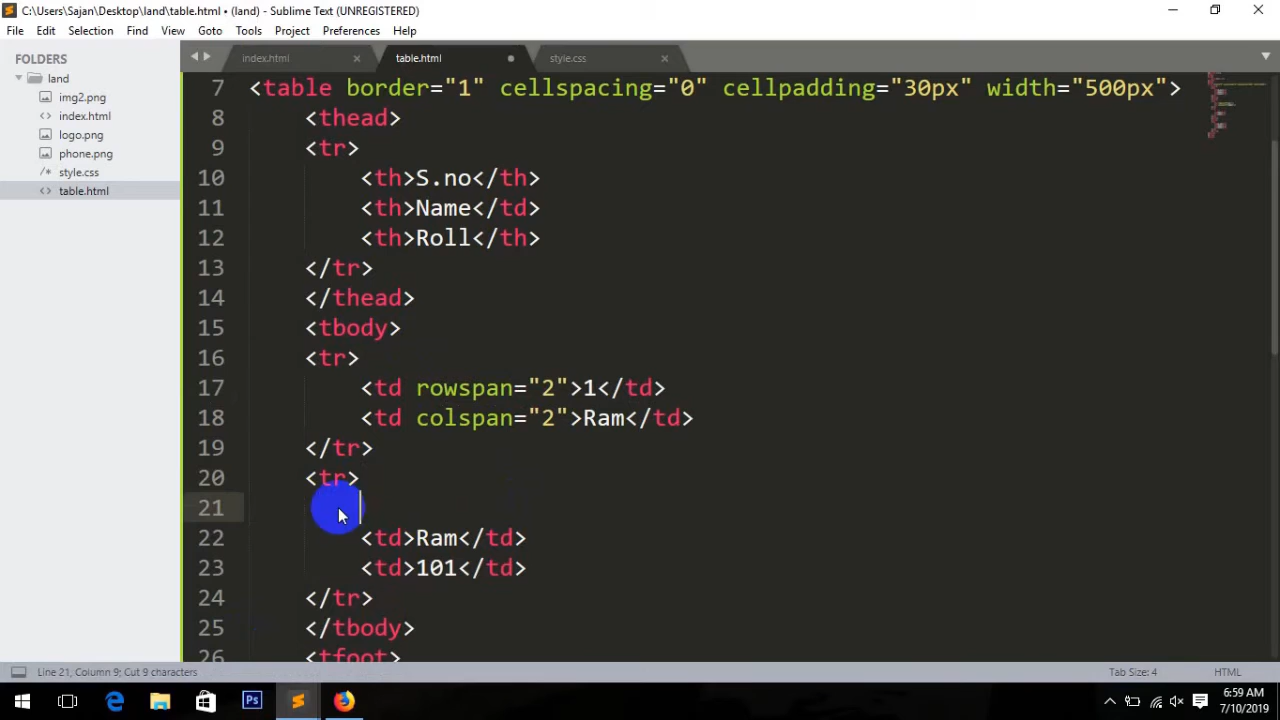 C:\Users\Sajan\Desktop\land\table.html • (land) - Sublime Text (UNREGISTERED)
File Edit Selection Find View Goto Tools Project Preferences Help
FOLDERS
land
img2.png
index.html
logo.png
phone.png
style.css
table.html
index.html
table.html
style.css
7 <table border="1" cellspacing="0" cellpadding="30px" width="500px">
8 <thead>
9 <tr>
10 <th>S.no</th>
11 <th>Name</td>
12 <th>Roll</th>
13 </tr>
14 </thead>
15 <tbody>
16 <tr>
17 <td rowspan="2">1</td>
18 <td colspan="2">Ram</td>
19 </tr>
20 <tr>
21
22 <td>Ram</td>
23 <td>101</td>
24 </tr>
25 </tbody>
26 <tfoot>
Line 21, Column 9; Cut 9 characters
Tab Size: 4
HTML
Ps
6:59 AM
7/10/2019